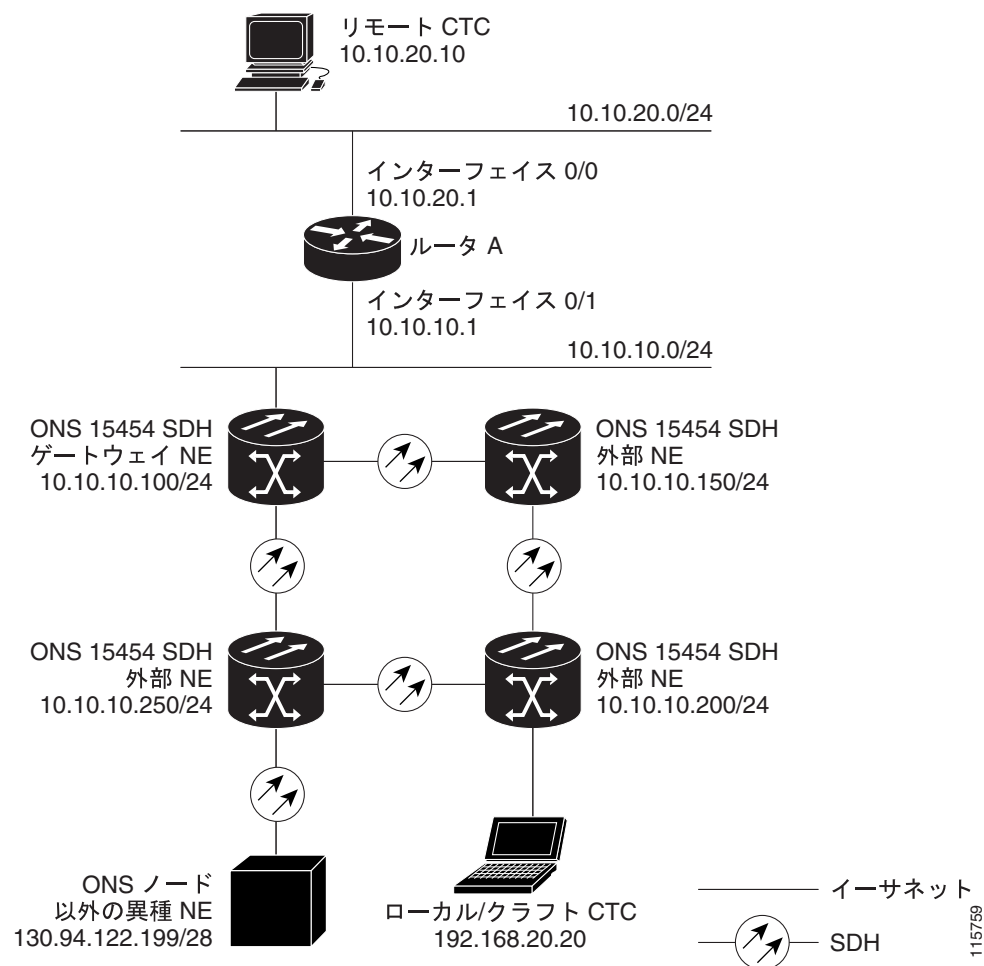 リモート CTC
10.10.20.10
10.10.20.0/24
インターフェイス 0/0
10.10.20.1
ルータ A
インターフェイス 0/1
10.10.10.1
10.10.10.0/24
ONS 15454 SDH
ゲートウェイ NE
10.10.10.100/24
ONS 15454 SDH
外部 NE
10.10.10.150/24
ONS 15454 SDH
外部 NE
10.10.10.250/24
ONS 15454 SDH
外部 NE
10.10.10.200/24
ONS ノード
以外の異種 NE
130.94.122.199/28
ローカル/クラフト CTC
192.168.20.20
イーサネット
SDH
115759